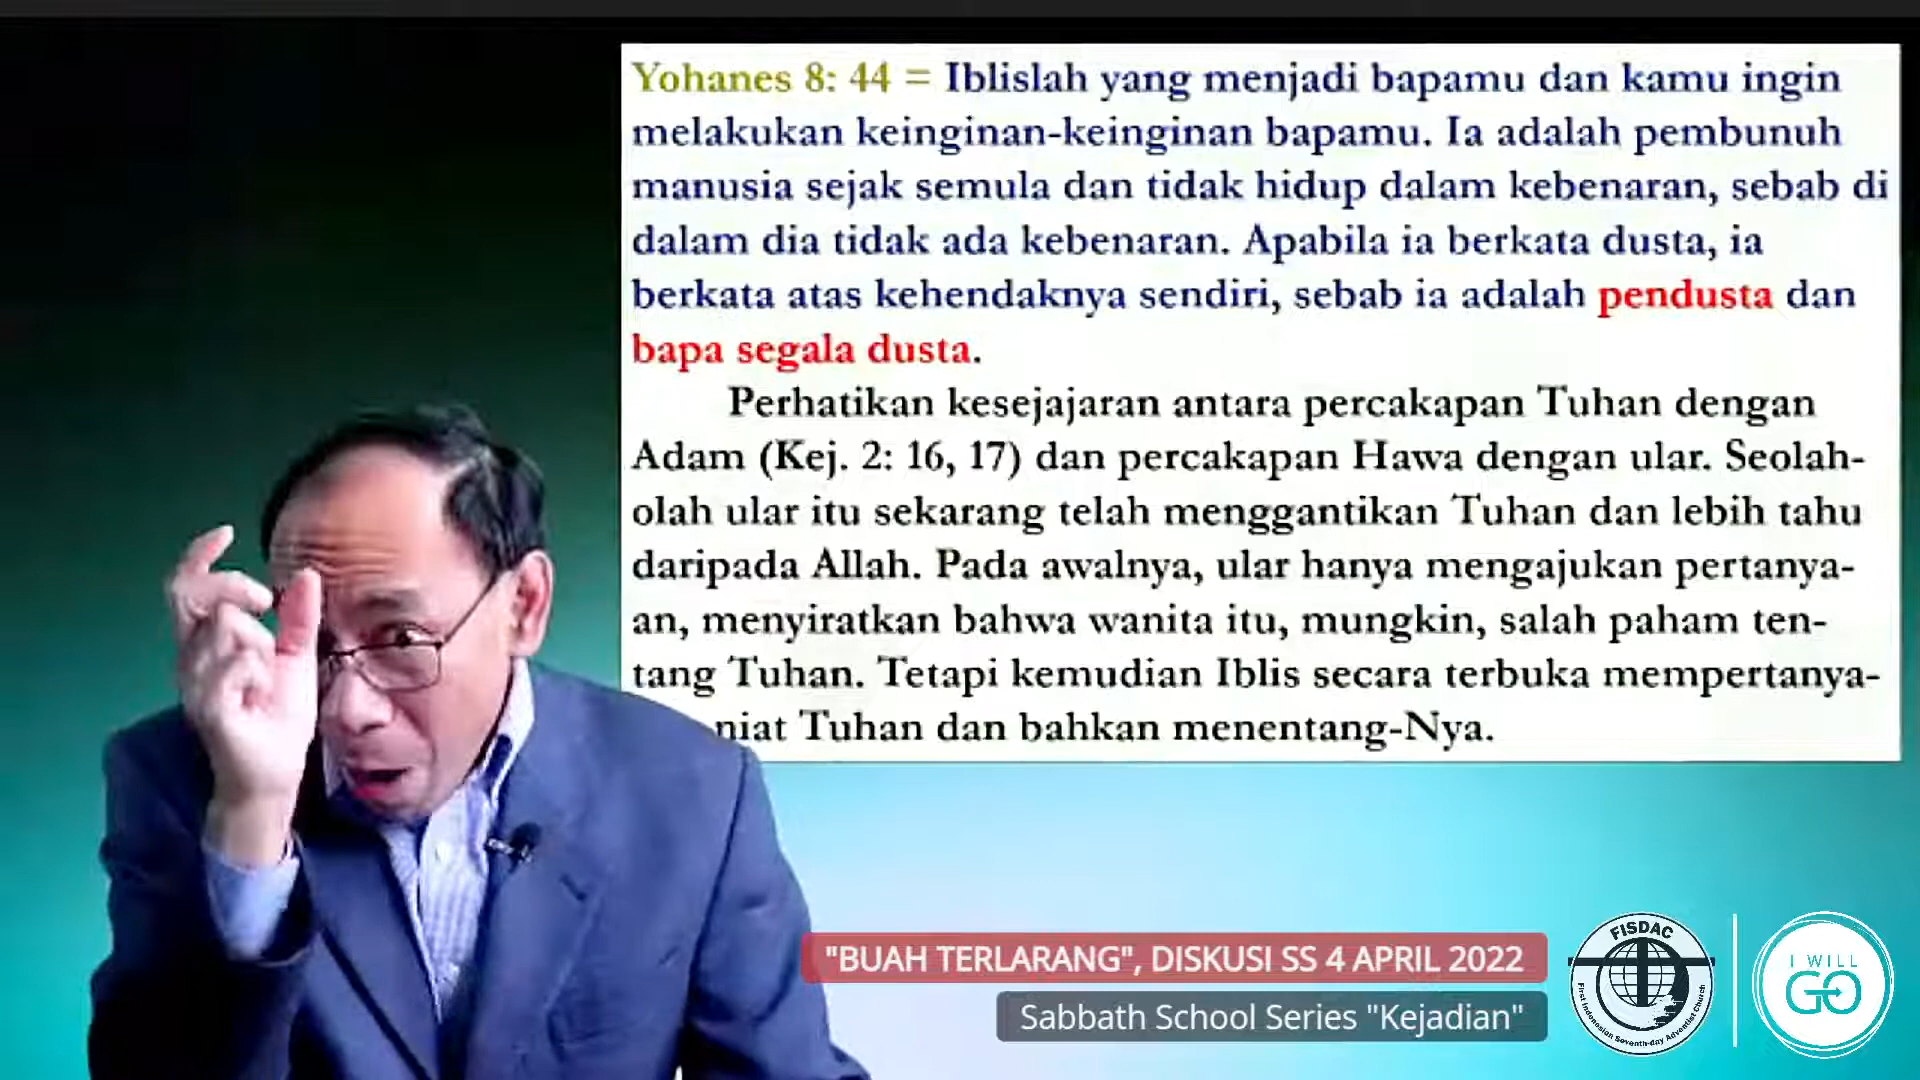 Yohanes 8: 44 = Iblislah yang menjadi bapamu dan kamu ingin
melakukan keinginan-keinginan bapamu. Ia adalah pembunuh
manusia sejak semula dan tidak hidup dalam kebenaran, sebab di
dalam dia tidak ada kebenaran. Apabila ia berkata dusta, ia
berkata atas kehendaknya sendiri, sebab ia adalah pendusta dan
bapa segala dusta.
Perhatikan kesejajaran antara percakapan Tuhan dengan
Adam (Kej. 2: 16, 17) dan percakapan Hawa dengan ular. Seolah-
olah ular itu sekarang telah menggantikan Tuhan dan lebih tahu
daripada Allah. Pada awalnya, ular hanya mengajukan pertanya-
an, menyiratkan bahwa wanita itu, mungkin, salah paham ten-
tang Tuhan. Tetapi kemudian Iblis secara terbuka mempertanya-
niat Tuhan dan bahkan menentang-Nya.
"BUAH TERLARANG", DISKUSI SS 4 APRIL 2022
Sabbath School Series "Kejadian"
FISDAC
First Indonesian Seventh-day Adventist Church
I WILL
GO